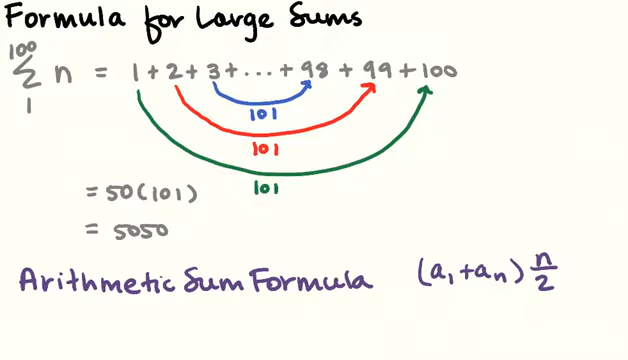 Formula for Large Sums
100
∑ n = 1 + 2 + 3 + ... + 98 + 99 + 100
1
101
101
101
= 50(101)
= 5050
Arithmetic Sum Formula (a₁ + aₙ) n/2